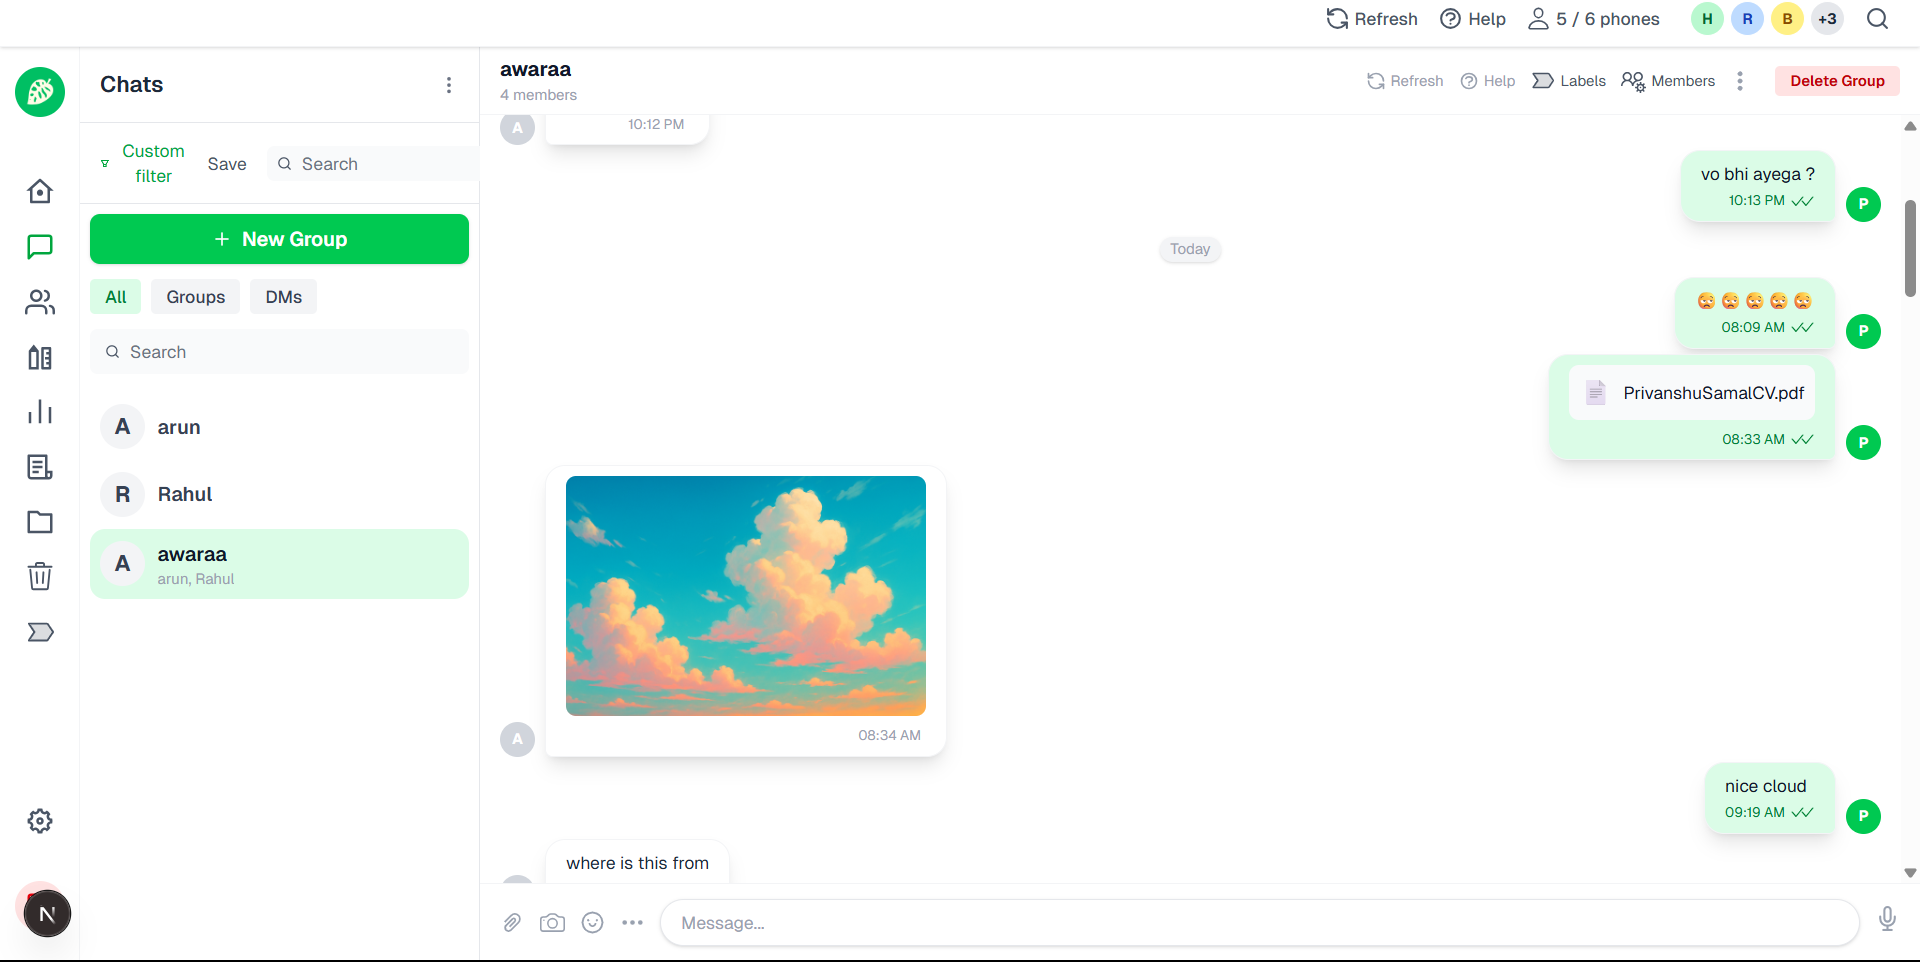 Refresh
Help
5 / 6 phones
H
R
B
+3
Chats
Custom
filter
Save
Search
New Group
All
Groups
DMs
Search
A
arun
R
Rahul
A
awaraa
arun, Rahul
N
awaraa
4 members
Refresh
Help
Labels
Members
Delete Group
A
10:12 PM
vo bhi ayega ?
10:13 PM
P
Today
08:09 AM
P
PrivanshuSamalCV.pdf
08:33 AM
P
08:34 AM
A
nice cloud
09:19 AM
P
where is this from
Message...